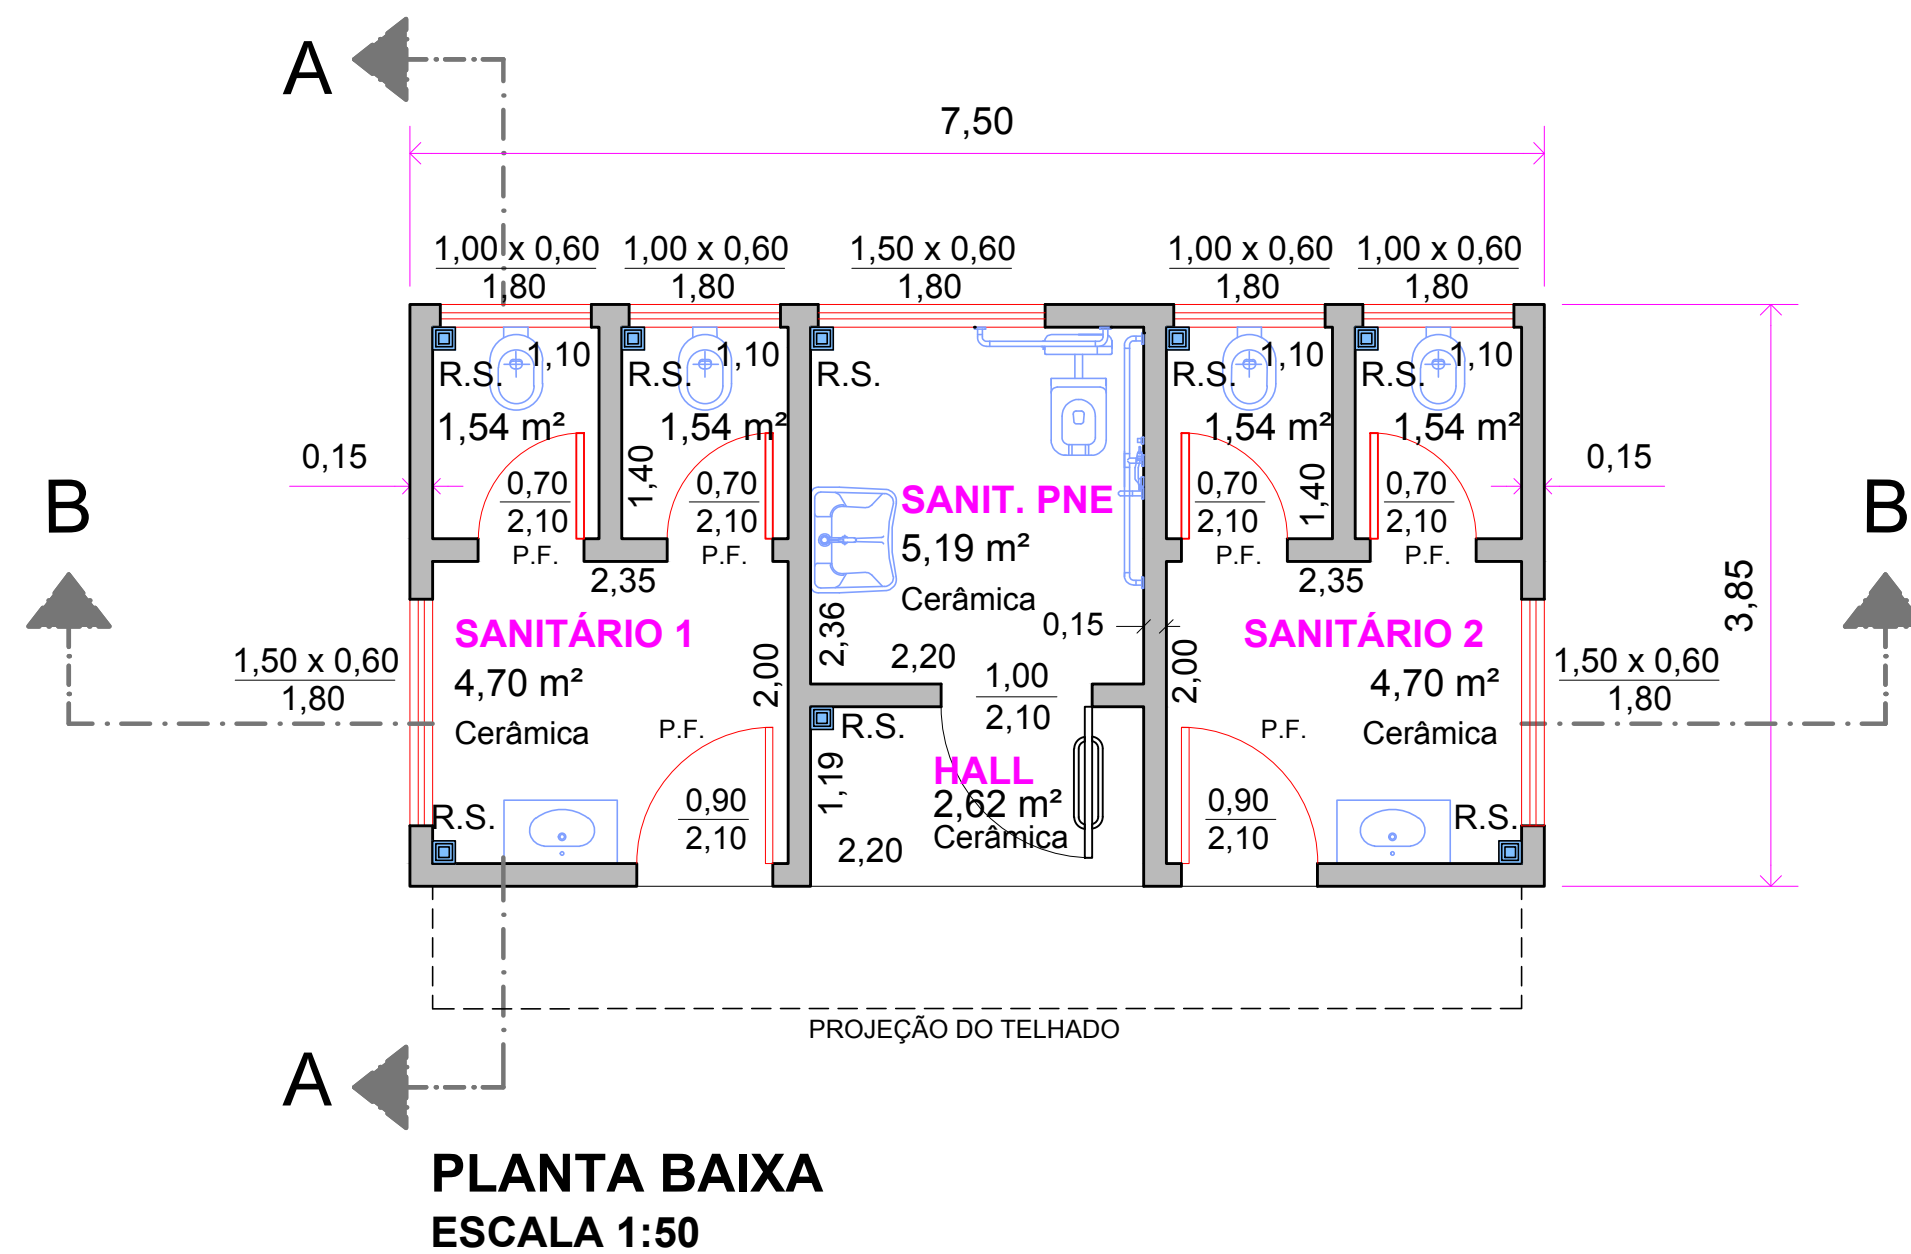 A
7,50
1,00 x 0,60
1,80
1,00 x 0,60
1,80
1,50 x 0,60
1,80
1,00 x 0,60
1,80
1,00 x 0,60
1,80
R.S.
1,10
1,54 m²
R.S.
1,10
1,54 m²
R.S.
R.S.
1,10
1,54 m²
R.S.
1,10
1,54 m²
0,15
0,15
B
B
0,70
2,10
P.F.
1,40
0,70
2,10
P.F.
SANIT. PNE
5,19 m²
Cerâmica
0,70
2,10
P.F.
1,40
0,70
2,10
P.F.
2,35
2,35
3,85
SANITÁRIO 1
4,70 m²
Cerâmica
2,00
2,36
2,20
0,15
1,00
2,10
2,00
SANITÁRIO 2
4,70 m²
Cerâmica
1,50 x 0,60
1,80
1,50 x 0,60
1,80
P.F.
R.S.
P.F.
R.S.
0,90
2,10
1,19
HALL
2,62 m²
Cerâmica
2,20
0,90
2,10
R.S.
PROJEÇÃO DO TELHADO
A
PLANTA BAIXA
ESCALA 1:50